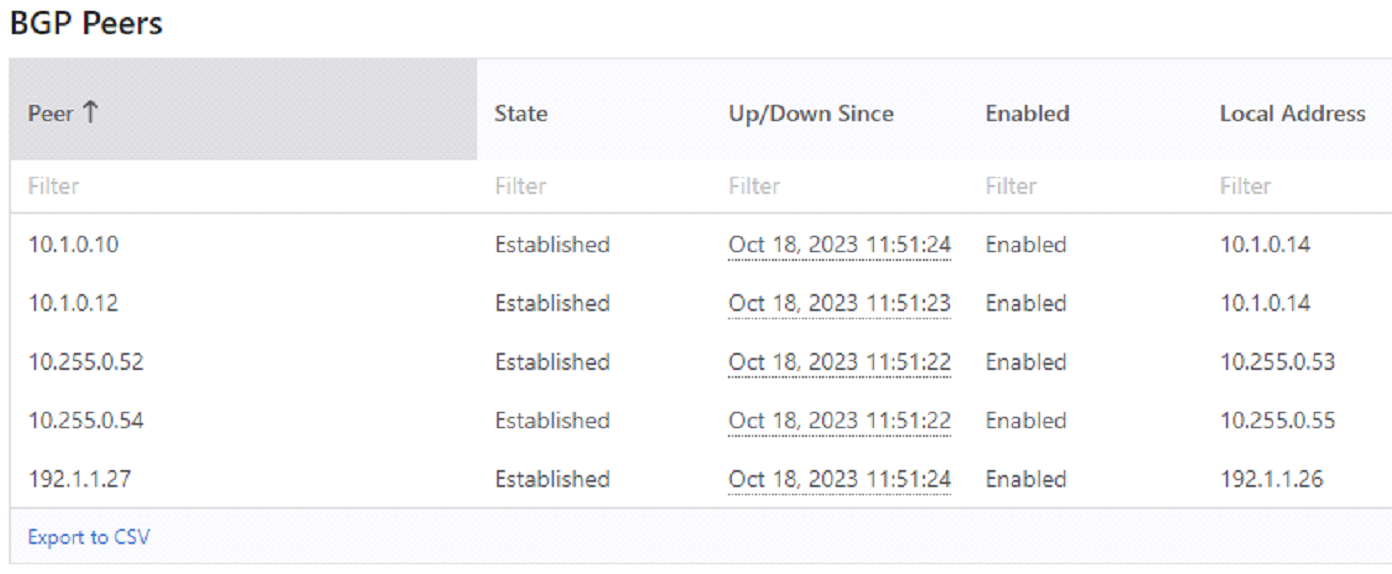 BGP Peers
Peer ↑ State Up/Down Since Enabled Local Address
Filter Filter Filter Filter Filter
10.1.0.10 Established Oct 18, 2023 11:51:24 Enabled 10.1.0.14
10.1.0.12 Established Oct 18, 2023 11:51:23 Enabled 10.1.0.14
10.255.0.52 Established Oct 18, 2023 11:51:22 Enabled 10.255.0.53
10.255.0.54 Established Oct 18, 2023 11:51:22 Enabled 10.255.0.55
192.1.1.27 Established Oct 18, 2023 11:51:24 Enabled 192.1.1.26
Export to CSV